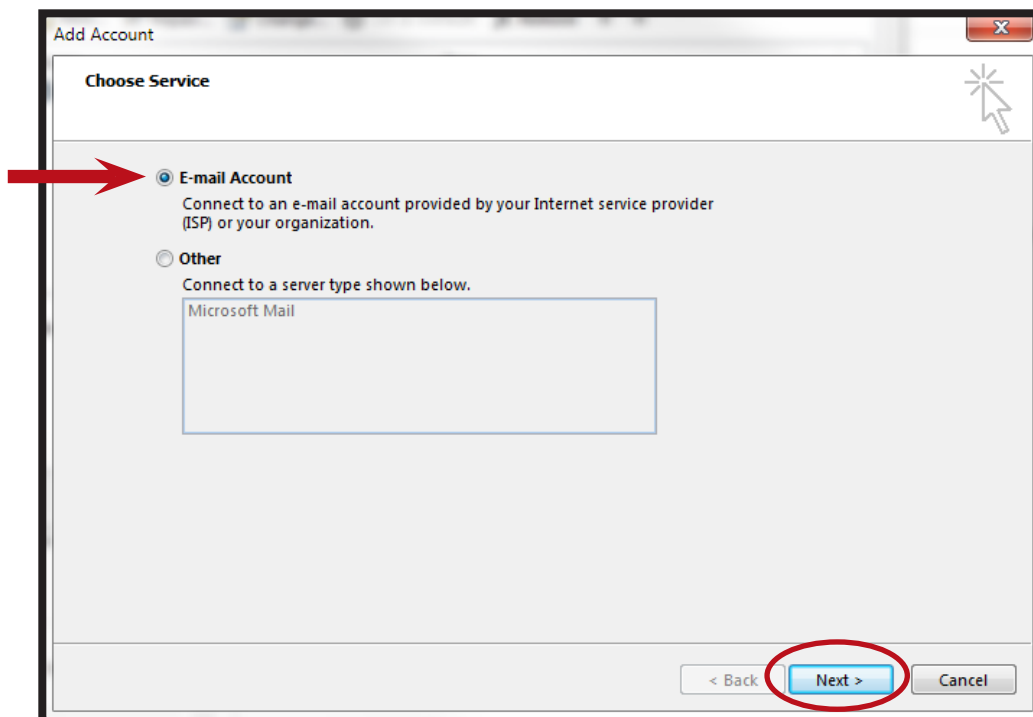 Add Account
x
Choose Service
E-mail Account
Connect to an e-mail account provided by your Internet service provider
(ISP) or your organization.
Other
Connect to a server type shown below.
Microsoft Mail
< Back
Next >
Cancel